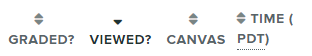 TIME (
GRADED? VIEWED? CANVAS PDT)